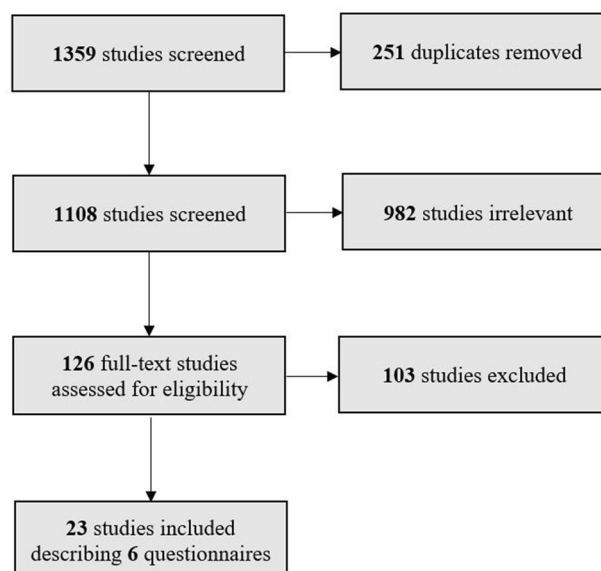 1359 studies screened
251 duplicates removed
1108 studies screened
982 studies irrelevant
126 full-text studies
assessed for eligibility
103 studies excluded
23 studies included
describing 6 questionnaires